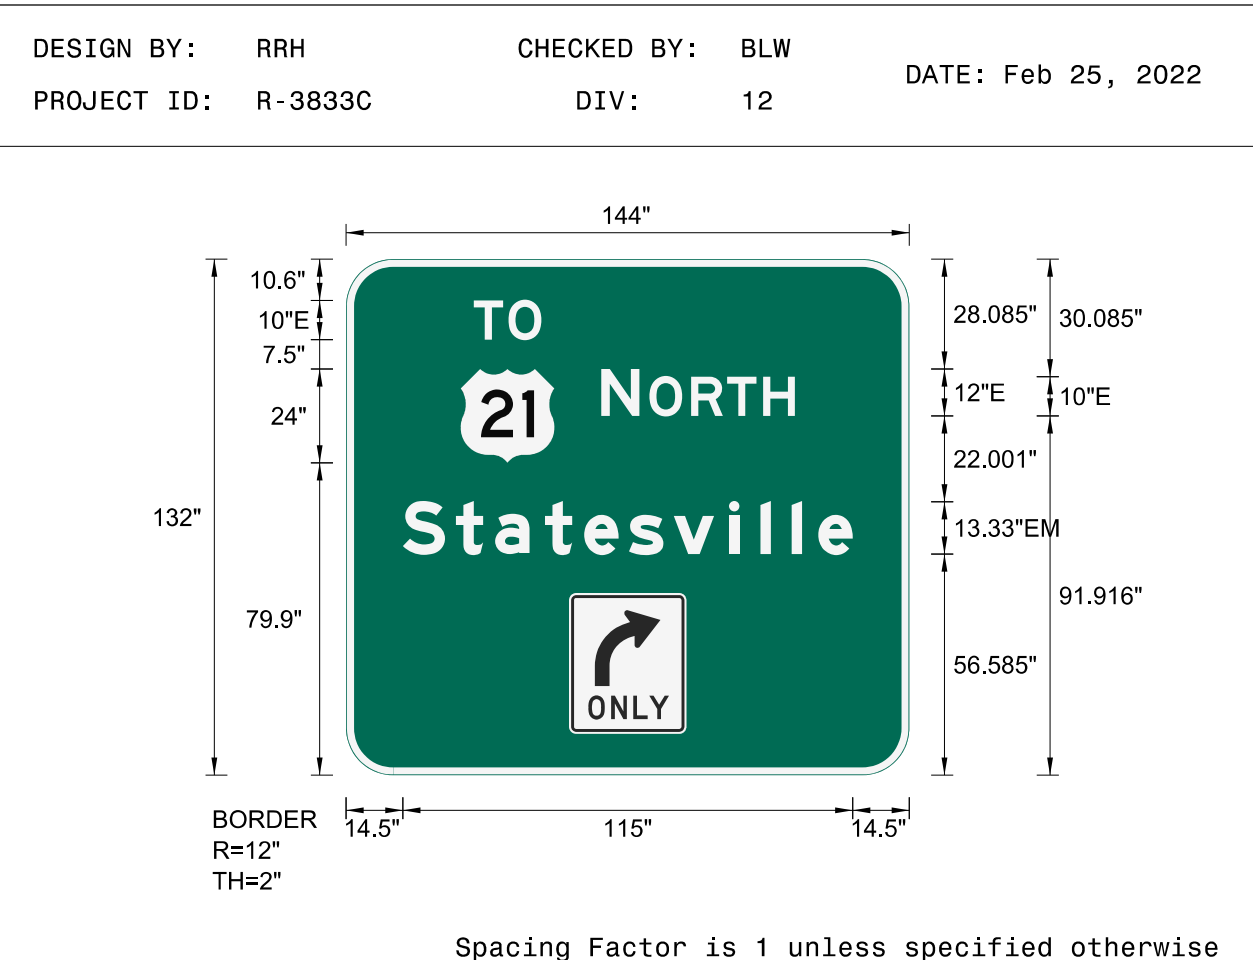 DESIGN BY: RRH CHECKED BY: BLW
DATE: Feb 25, 2022
PROJECT ID: R-3833C DIV: 12
144"
10.6"
10"E
7.5"
24"
132"
79.9"
TO
21 NORTH
Statesville
ONLY
28.085" 30.085"
12"E 10"E
22.001"
13.33"EM
91.916"
56.585"
BORDER
R=12"
TH=2"
14.5" 115" 14.5"
Spacing Factor is 1 unless specified otherwise